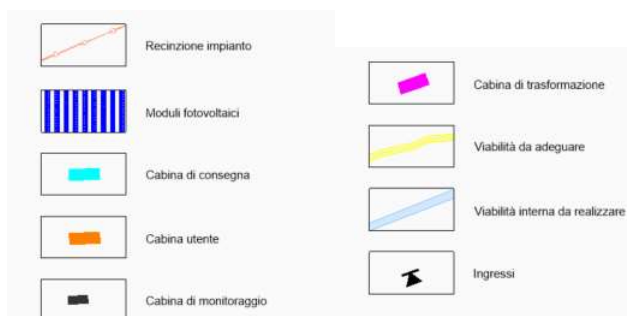 Recinzione impianto
Moduli fotovoltaici
Cabina di consegna
Cabina utente
Cabina di monitoraggio
Cabina di trasformazione
Viabilità da adeguare
Viabilità interna da realizzare
Ingressi